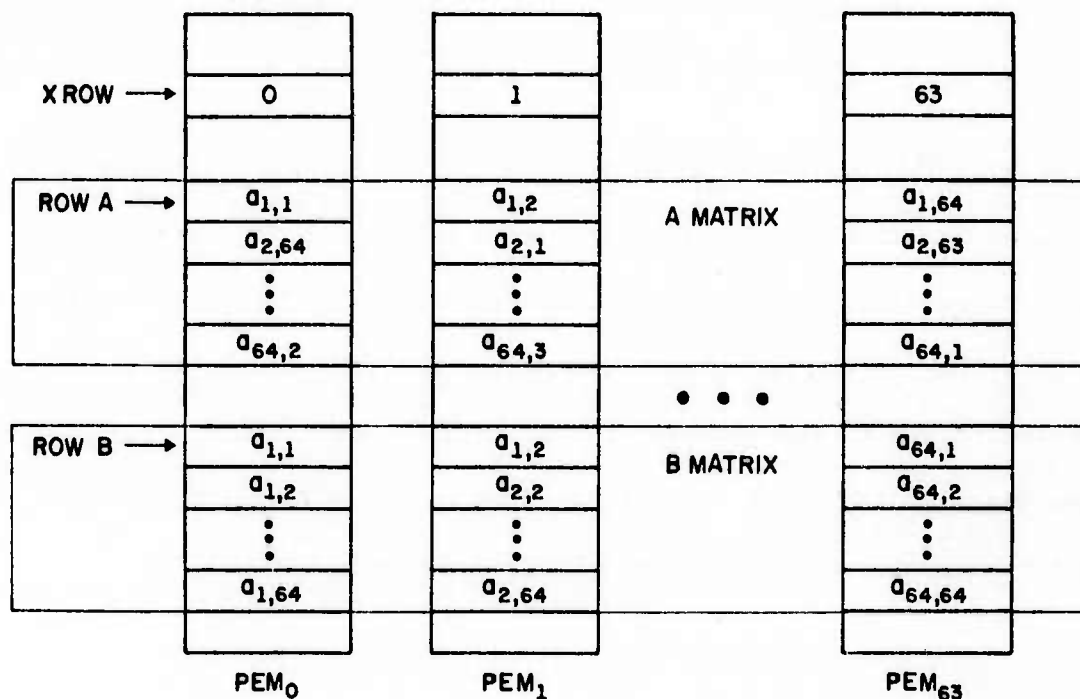 X ROW → 0 1 63
ROW A → a1,1 a1,2 A MATRIX a1,64
a2,64 a2,1 a2,63
a64,2 a64,3 a64,1
• • •
ROW B → a1,1 a1,2 B MATRIX a64,1
a1,2 a2,2 a64,2
a1,64 a2,64 a64,64
PEM0 PEM1 PEM63